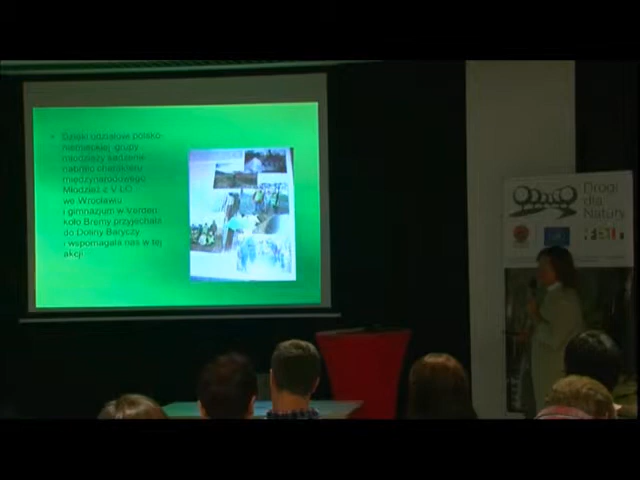 • Dzięki udziałowi polsko-
niemieckiej grupy
młodzieży sadzenie
nabrało charakteru
międzynarodowego.
Młodzież z V LO
we Wrocławiu
i gimnazjum w Verden
koło Bremy przyjechała
do Doliny Baryczy
i wspomagała nas w tej
akcji
Drogi
dla
Natury